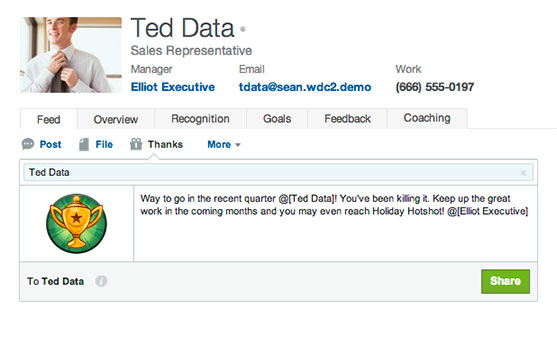 Ted Data
Sales Representative
Manager Email Work
Elliot Executive tdata@sean.wdc2.demo (666) 555-0197
Feed Overview Recognition Goals Feedback Coaching
Post File Thanks More
Ted Data ×
Way to go in the recent quarter @[Ted Data]! You've been killing it. Keep up the great
work in the coming months and you may even reach Holiday Hotshot! @[Elliot Executive]
To Ted Data i Share